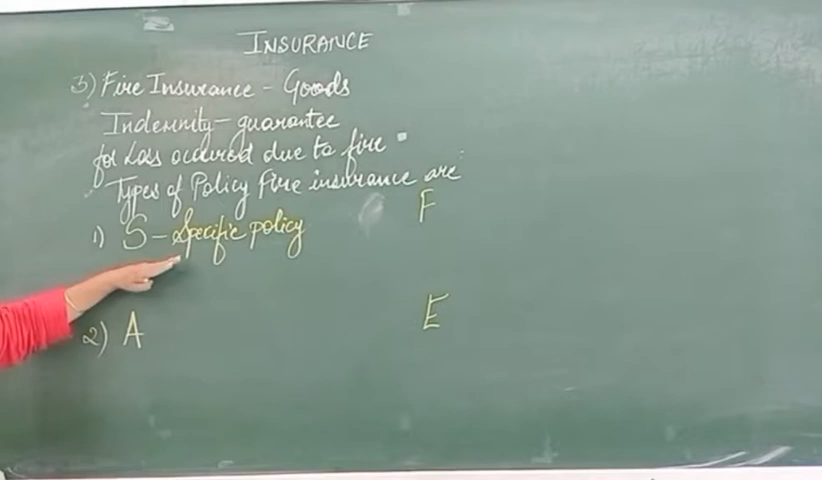 INSURANCE
3) Fire Insurance - Goods
Indemnity - guarantee
for Loss occured due to fire
Types of Policy fire insurance are
1) S - Specific policy
F
2) A
E